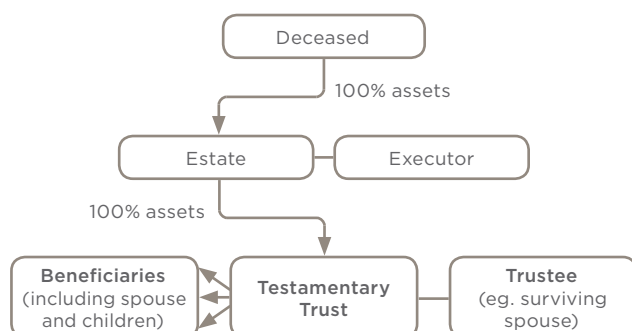 Deceased
100% assets
Estate
Executor
100% assets
Beneficiaries
(including spouse
and children)
Testamentary
Trust
Trustee
(eg. surviving
spouse)